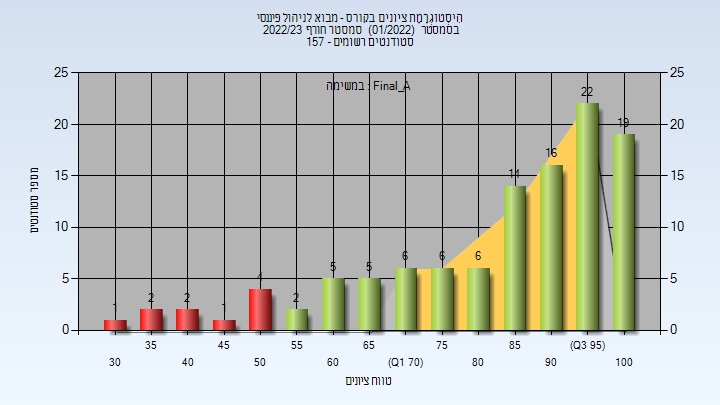 הִיסְטוֹגְרָמַת ציונים בקורס - מבוא לניהול פיננסי
בסמסטר (01/2022) סמסטר חורף 2022/23
סטודנטים רשומים - 157
במשימה : Final_A
מספר סטודנטים
25 25
20 20
15 15
10 10
5 5
0 0
1 2 2 1 4 2 5 5 6 6 6 14 16 22 19
35 45 55 65 75 85 (Q3 95)
30 40 50 60 (Q1 70) 80 90 100
טווח ציונים